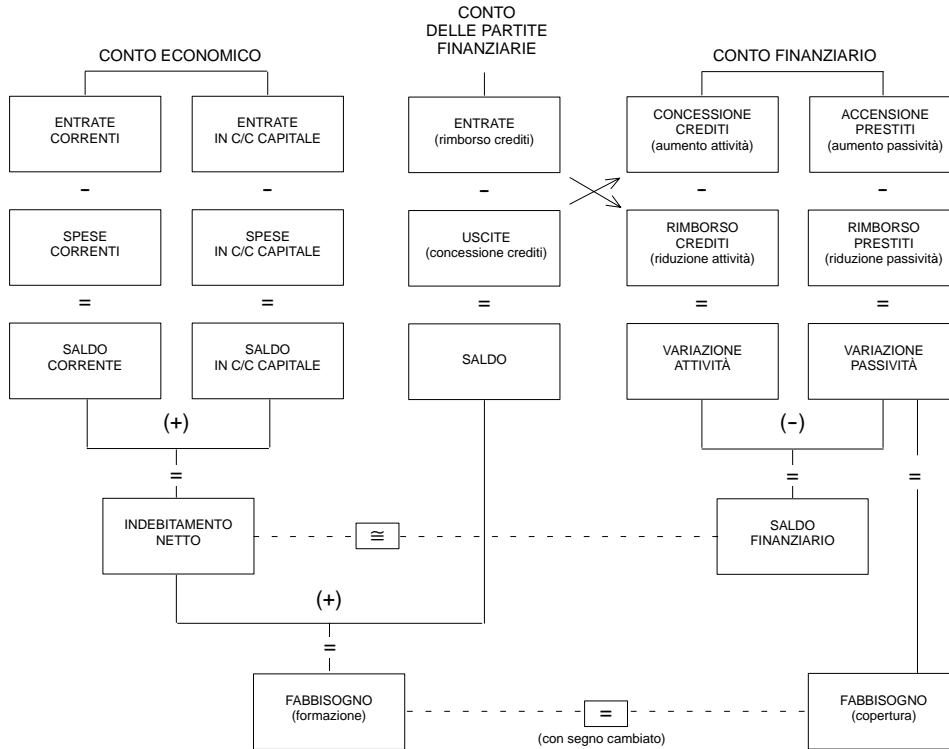 CONTO
DELLE PARTITE
FINANZIARIE
CONTO ECONOMICO
CONTO FINANZIARIO
ENTRATE
CORRENTI
ENTRATE
IN C/C CAPITALE
ENTRATE
(rimborso crediti)
CONCESSIONE
CREDITI
(aumento attività)
ACCENSIONE
PRESTITI
(aumento passività)
- - - - -
SPESE
CORRENTI
SPESE
IN C/C CAPITALE
USCITE
(concessione crediti)
RIMBORSO
CREDITI
(riduzione attività)
RIMBORSO
PRESTITI
(riduzione passività)
= = = = =
SALDO
CORRENTE
SALDO
IN C/C CAPITALE
SALDO
VARIAZIONE
ATTIVITÀ
VARIAZIONE
PASSIVITÀ
(+) (-)
= = =
INDEBITAMENTO
NETTO
≅
SALDO
FINANZIARIO
(+)
=
FABBISOGNO
(formazione)
=
(con segno cambiato)
FABBISOGNO
(copertura)